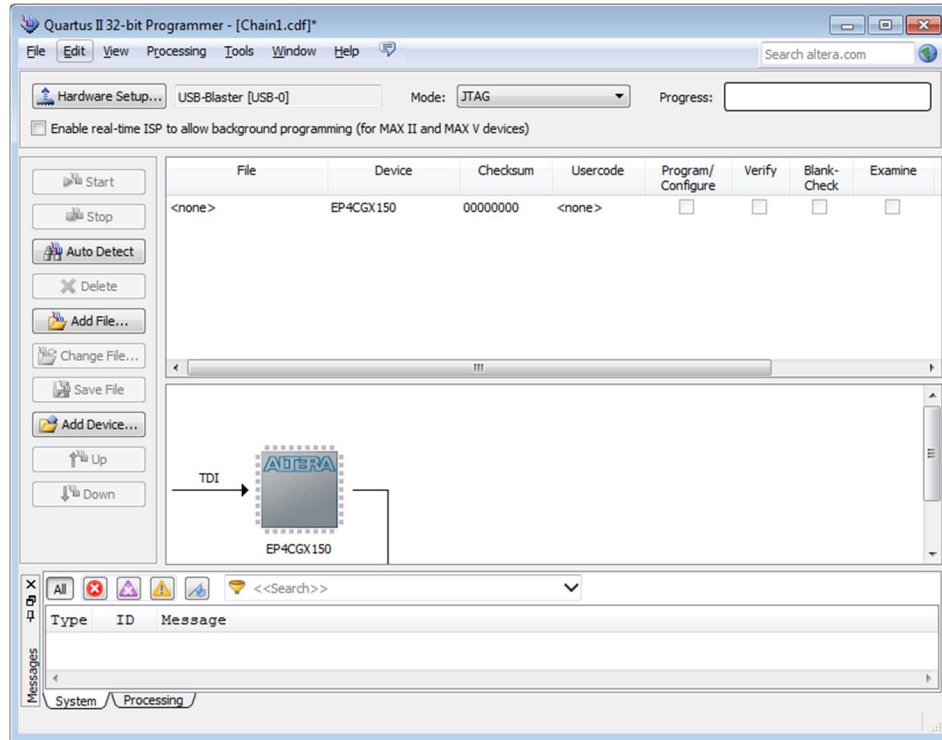 Quartus II 32-bit Programmer - [Chain1.cdf]*
File Edit View Processing Tools Window Help
Search altera.com
Hardware Setup... USB-Blaster [USB-0] Mode: JTAG Progress:
Enable real-time ISP to allow background programming (for MAX II and MAX V devices)
Start
Stop
Auto Detect
Delete
Add File...
Change File...
Save File
Add Device...
Up
Down
File Device Checksum Usercode Program/ Configure Verify Blank- Check Examine
<none> EP4CGX150 00000000 <none>
TDI
ALTERA
EP4CGX150
All <<Search>>
Type ID Message
Messages
System Processing